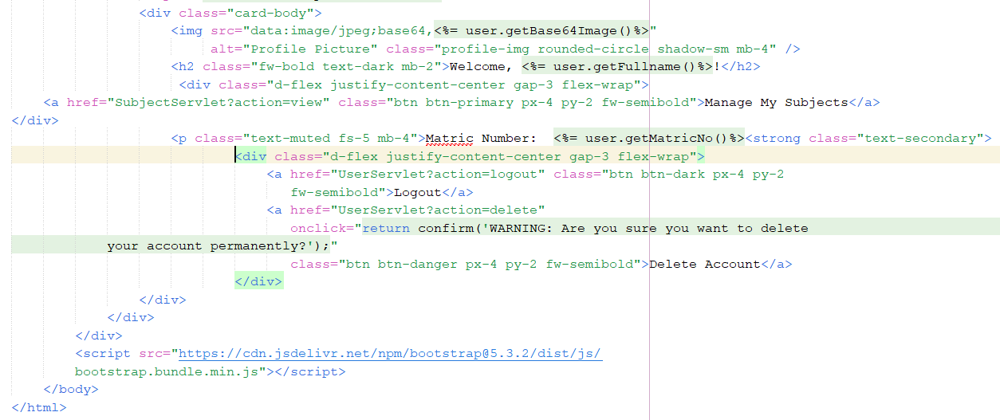 <div class="card-body">
<img src="data:image/jpeg;base64,<%= user.getBase64Image()%>"
alt="Profile Picture" class="profile-img rounded-circle shadow-sm mb-4" />
<h2 class="fw-bold text-dark mb-2">Welcome, <%= user.getFullname()%>!</h2>
<div class="d-flex justify-content-center gap-3 flex-wrap">
<a href="SubjectServlet?action=view" class="btn btn-primary px-4 py-2 fw-semibold">Manage My Subjects</a>
</div>
<p class="text-muted fs-5 mb-4">Matric Number:  <%= user.getMatricNo()%><strong class="text-secondary">
<div class="d-flex justify-content-center gap-3 flex-wrap">
<a href="UserServlet?action=logout" class="btn btn-dark px-4 py-2
fw-semibold">Logout</a>
<a href="UserServlet?action=delete"
onclick="return confirm('WARNING: Are you sure you want to delete
your account permanently?');"
class="btn btn-danger px-4 py-2 fw-semibold">Delete Account</a>
</div>
</div>
</div>
</div>
<script src="https://cdn.jsdelivr.net/npm/bootstrap@5.3.2/dist/js/
bootstrap.bundle.min.js"></script>
</body>
</html>